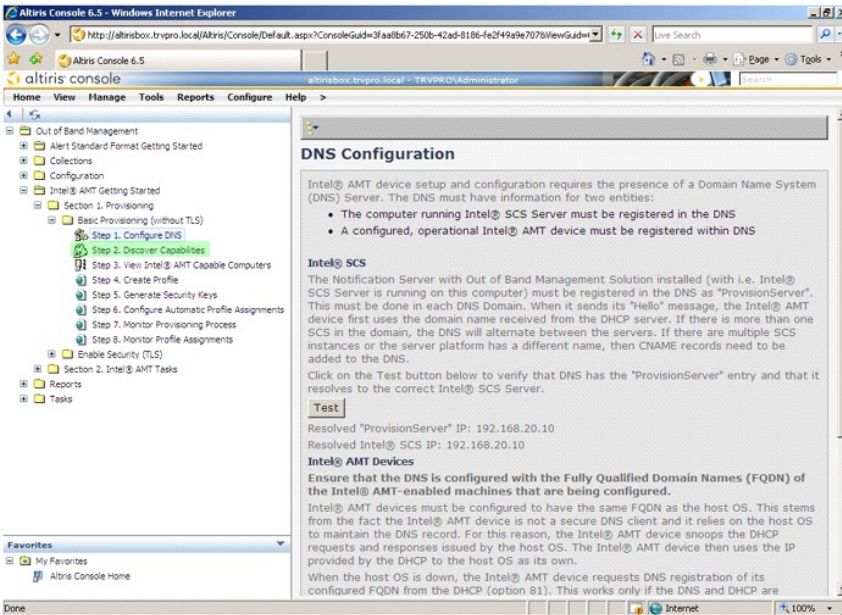 Altiris Console 6.5 - Windows Internet Explorer
http://altirisbox.trvpro.local/Altiris/Console/Default.aspx?ConsoleGuid=3faa8b67-250b-42ad-8186-fe2f49a9e707&ViewGuid=
Live Search
Altiris Console 6.5
Page
Tools
altiris console
altirisbox.trvpro.local - TRVPRO\Administrator
Search
Home View Manage Tools Reports Configure Help >
Out of Band Management
Alert Standard Format Getting Started
Collections
Configuration
Intel® AMT Getting Started
Section 1. Provisioning
Basic Provisioning (without TLS)
Step 1. Configure DNS
Step 2. Discover Capabilities
Step 3. View Intel® AMT Capable Computers
Step 4. Create Profile
Step 5. Generate Security Keys
Step 6. Configure Automatic Profile Assignments
Step 7. Monitor Provisioning Process
Step 8. Monitor Profile Assignments
Enable Security (TLS)
Section 2. Intel® AMT Tasks
Reports
Tasks
Favorites
My Favorites
Altiris Console Home
DNS Configuration
Intel® AMT device setup and configuration requires the presence of a Domain Name System
(DNS) Server. The DNS must have information for two entities:
• The computer running Intel® SCS Server must be registered in the DNS
• A configured, operational Intel® AMT device must be registered within DNS
Intel® SCS
The Notification Server with Out of Band Management Solution installed (with i.e. Intel®
SCS Server is running on this computer) must be registered in the DNS as "ProvisionServer".
This must be done in each DNS Domain. When it sends its "Hello" message, the Intel® AMT
device first uses the domain name received from the DHCP server. If there is more than one
SCS in the domain, the DNS will alternate between the servers. If there are multiple SCS
instances or the server platform has a different name, then CNAME records need to be
added to the DNS.
Click on the Test button below to verify that DNS has the "ProvisionServer" entry and that it
resolves to the correct Intel® SCS Server.
Test
Resolved "ProvisionServer" IP: 192.168.20.10
Resolved Intel® SCS IP: 192.168.20.10
Intel® AMT Devices
Ensure that the DNS is configured with the Fully Qualified Domain Names (FQDN) of
the Intel® AMT-enabled machines that are being configured.
Intel® AMT devices must be configured to have the same FQDN as the host OS. This stems
from the fact the Intel® AMT device is not a secure DNS client and it relies on the host OS
to maintain the DNS record. For this reason, the Intel® AMT device snoops the DHCP
requests and responses issued by the host OS. The Intel® AMT device then uses the IP
provided by the DHCP to the host OS as its own.
When the host OS is down, the Intel® AMT device requests DNS registration of its
configured FQDN from the DHCP (option 81). This works only if the DNS and DHCP are
Done
Internet
100%